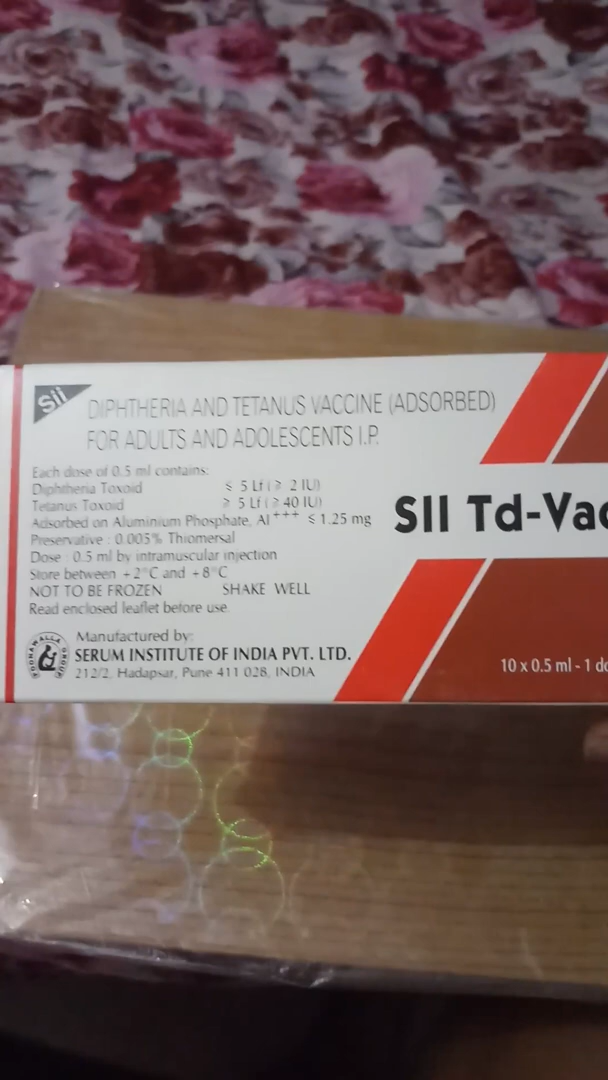 Sii
DIPHTHERIA AND TETANUS VACCINE (ADSORBED)
FOR ADULTS AND ADOLESCENTS I.P.
Each dose of 0.5 ml contains:
Diphtheria Toxoid ≤ 5 Lf (≥ 2 IU)
Tetanus Toxoid ≥ 5 Lf (≥ 40 IU)
Adsorbed on Aluminium Phosphate, Al+++ ≤ 1.25 mg
Preservative : 0.005% Thiomersal
Dose : 0.5 ml by intramuscular injection
Store between +2°C and +8°C
NOT TO BE FROZEN SHAKE WELL
Read enclosed leaflet before use.
SII Td-Vac
10 x 0.5 ml - 1 do
Manufactured by:
SERUM INSTITUTE OF INDIA PVT. LTD.
212/2, Hadapsar, Pune 411 028, INDIA